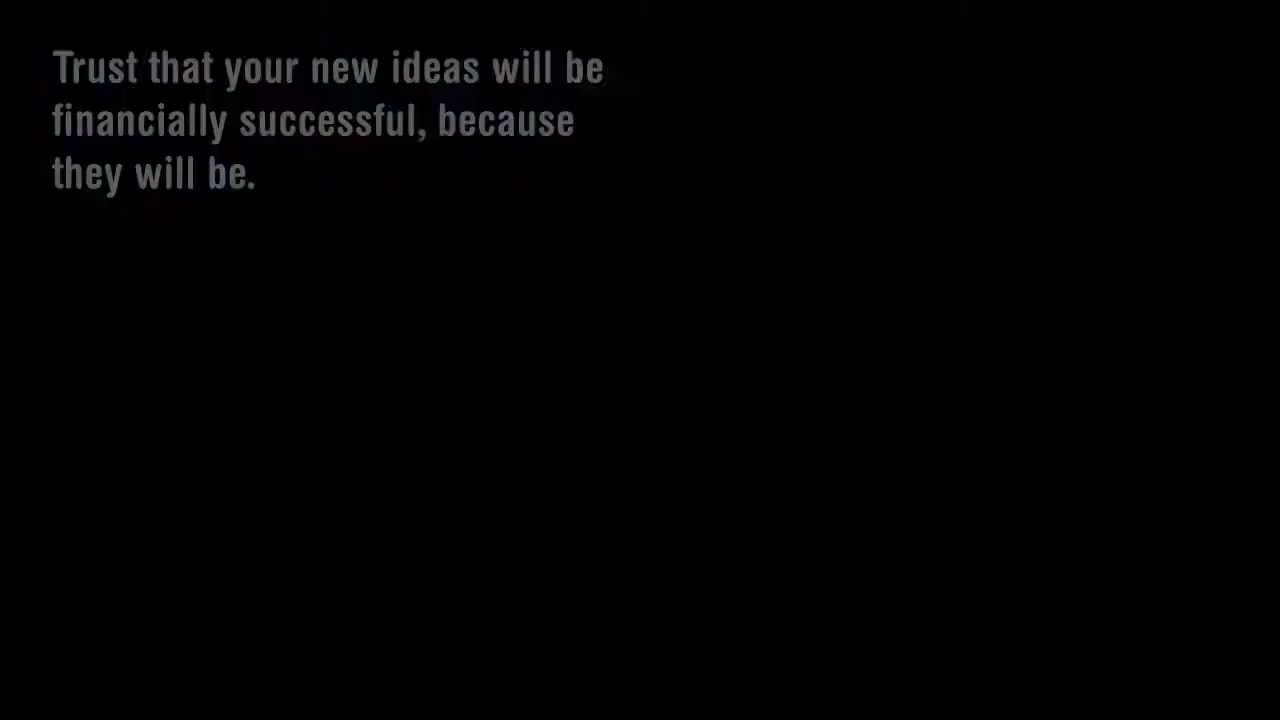 Trust that your new ideas will be
financially successful, because
they will be.